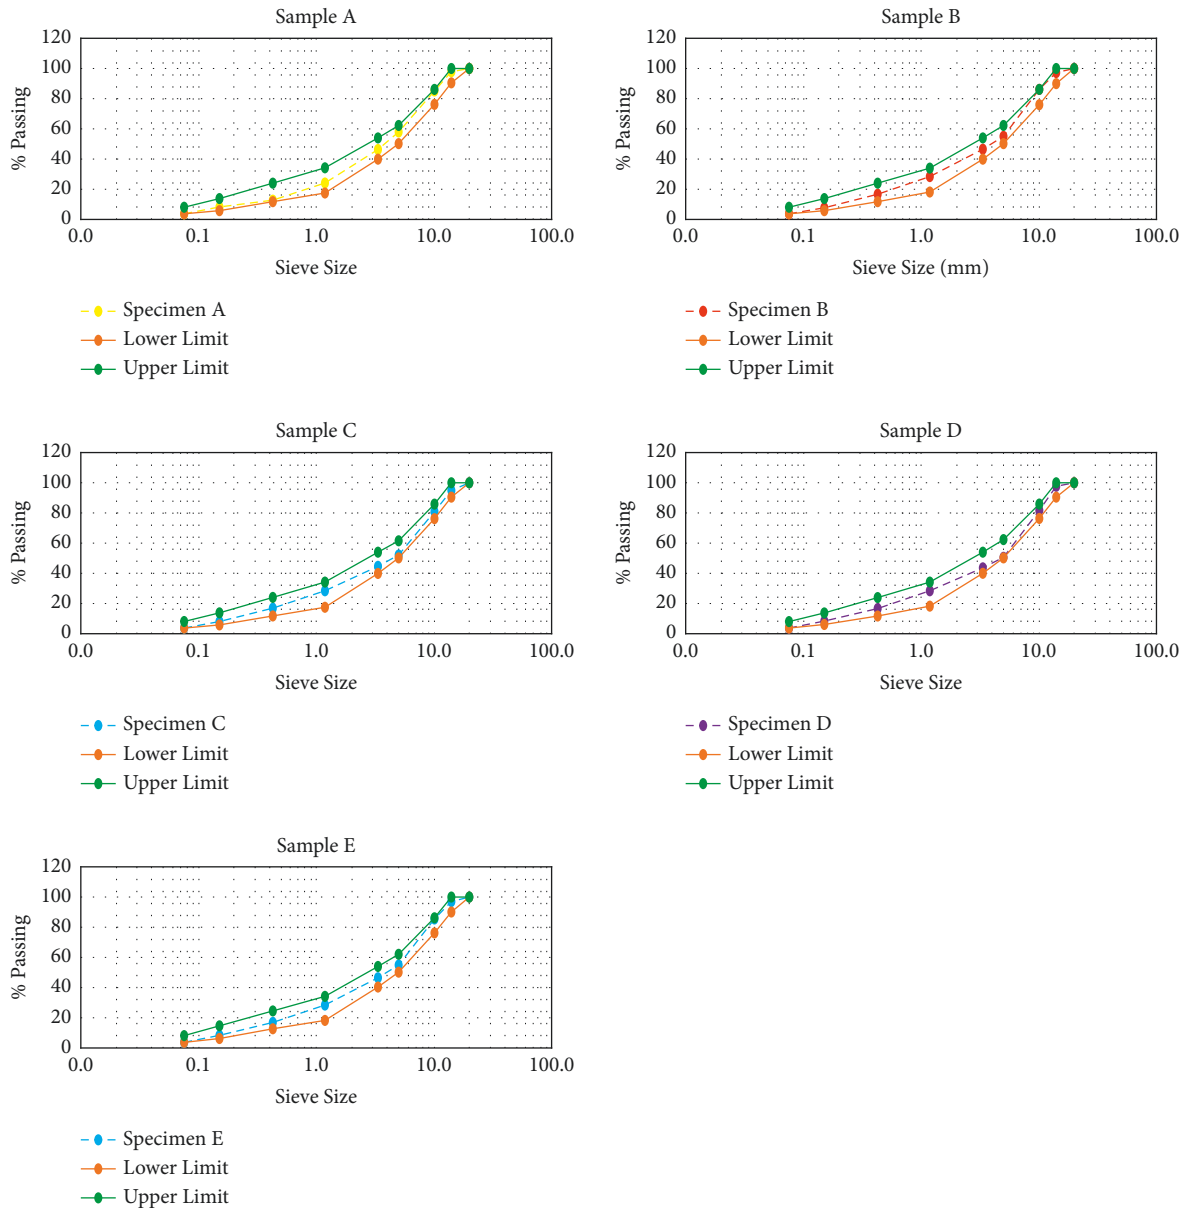 Sample A
120
100
80
60
40
20
0
% Passing
0.0 0.1 1.0 10.0 100.0
Sieve Size
Specimen A
Lower Limit
Upper Limit
Sample B
120
100
80
60
40
20
0
% Passing
0.0 0.1 1.0 10.0 100.0
Sieve Size (mm)
Specimen B
Lower Limit
Upper Limit
Sample C
120
100
80
60
40
20
0
% Passing
0.0 0.1 1.0 10.0 100.0
Sieve Size
Specimen C
Lower Limit
Upper Limit
Sample D
120
100
80
60
40
20
0
% Passing
0.0 0.1 1.0 10.0 100.0
Sieve Size
Specimen D
Lower Limit
Upper Limit
Sample E
120
100
80
60
40
20
0
% Passing
0.0 0.1 1.0 10.0 100.0
Sieve Size
Specimen E
Lower Limit
Upper Limit